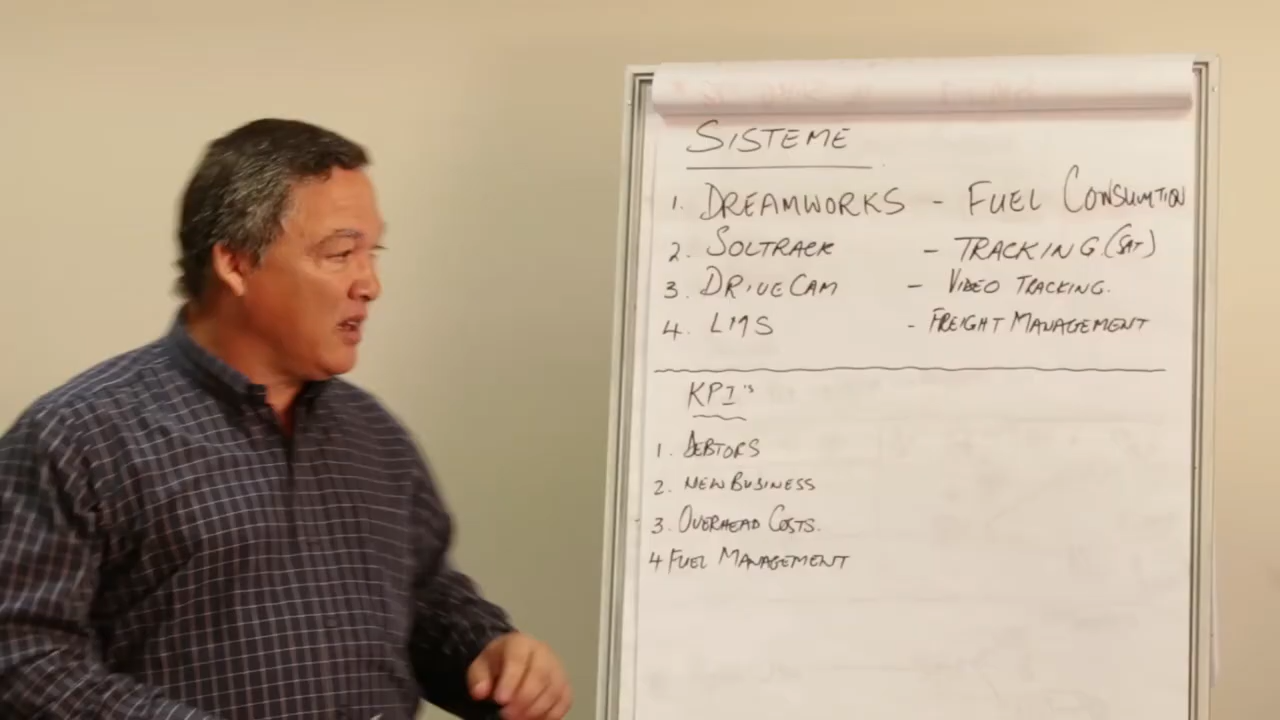 SISTEME
1. DREAMWORKS - FUEL CONSUMTION
2. SOLTRACK - TRACKING (SAT)
3. DRIVECAM - VIDEO TRACKING.
4. LMS - FREIGHT MANAGEMENT
KPI's
1. DEBTORS
2. NEW BUSINESS
3. OVERHEAD COSTS.
4 FUEL MANAGEMENT